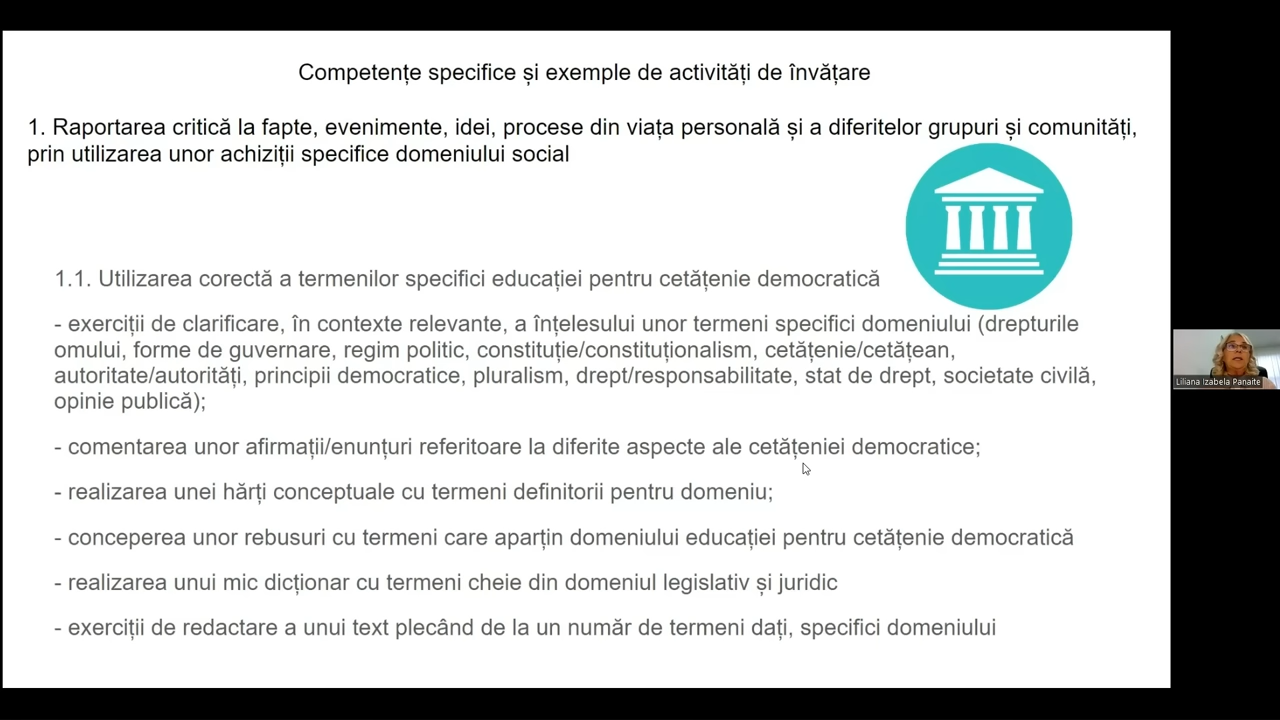 Competențe specifice și exemple de activități de învățare
1. Raportarea critică la fapte, evenimente, idei, procese din viața personală și a diferitelor grupuri și comunități,
prin utilizarea unor achiziții specifice domeniului social
1.1. Utilizarea corectă a termenilor specifici educației pentru cetățenie democratică
- exerciții de clarificare, în contexte relevante, a înțelesului unor termeni specifici domeniului (drepturile
omului, forme de guvernare, regim politic, constituție/constituționalism, cetățenie/cetățean,
autoritate/autorități, principii democratice, pluralism, drept/responsabilitate, stat de drept, societate civilă,
opinie publică);
- comentarea unor afirmații/enunțuri referitoare la diferite aspecte ale cetățeniei democratice;
- realizarea unei hărți conceptuale cu termeni definitorii pentru domeniu;
- conceperea unor rebusuri cu termeni care aparțin domeniului educației pentru cetățenie democratică
- realizarea unui mic dicționar cu termeni cheie din domeniul legislativ și juridic
- exerciții de redactare a unui text plecând de la un număr de termeni dați, specifici domeniului
Liliana Izabela Panaite